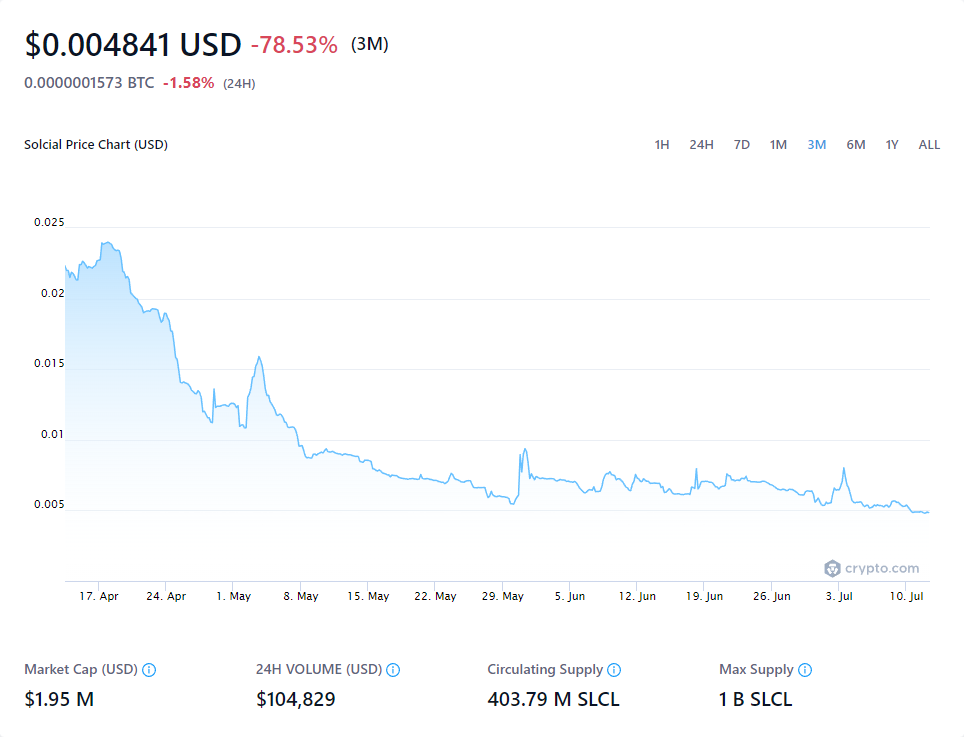 $0.004841 USD -78.53% (3M)
0.0000001573 BTC -1.58% (24H)
Solcial Price Chart (USD) 1H 24H 7D 1M 3M 6M 1Y ALL
0.025
0.02
0.015
0.01
0.005
crypto.com
17. Apr 24. Apr 1. May 8. May 15. May 22. May 29. May 5. Jun 12. Jun 19. Jun 26. Jun 3. Jul 10. Jul
Market Cap (USD) 24H VOLUME (USD) Circulating Supply Max Supply
$1.95 M $104,829 403.79 M SLCL 1 B SLCL